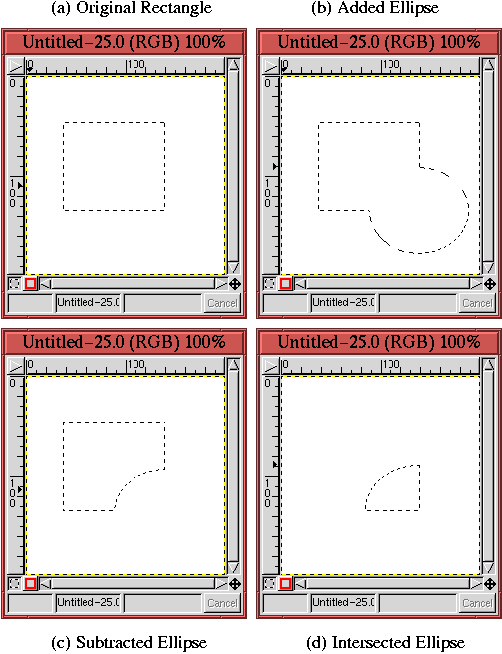 (a) Original Rectangle
(b) Added Ellipse
Untitled-25.0 (RGB) 100%
0 100
0
100
Untitled-25.0
Cancel
Untitled-25.0 (RGB) 100%
0 100
0
100
Untitled-25.0
Cancel
Untitled-25.0 (RGB) 100%
0 100
0
100
Untitled-25.0
Cancel
Untitled-25.0 (RGB) 100%
0 100
0
100
Untitled-25.0
Cancel
(c) Subtracted Ellipse
(d) Intersected Ellipse